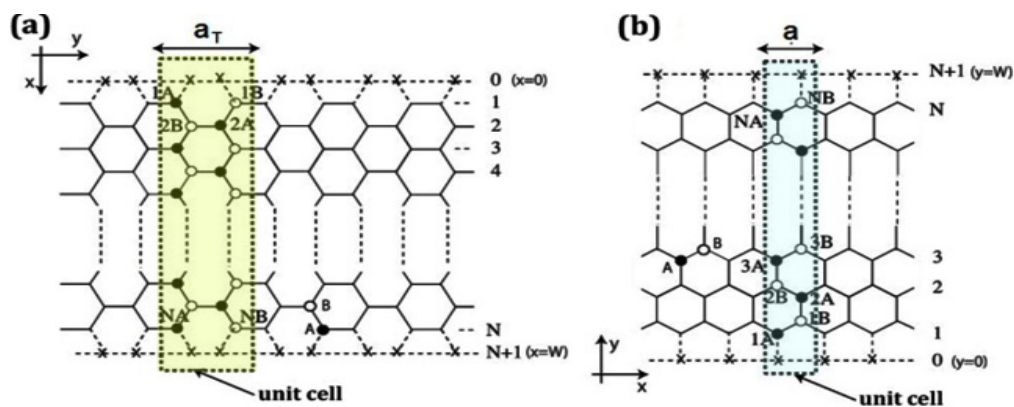 (a)
a_T
y
x
0 (x=0)
1A
1B
1
2B
2A
2
3
4
NA
NB
B
A
N
N+1 (x=W)
unit cell
(b)
a
N+1 (y=W)
NB
N
NA
B
3B
A
3A
3
2B
2A
2
1B
1A
1
0 (y=0)
y
x
unit cell